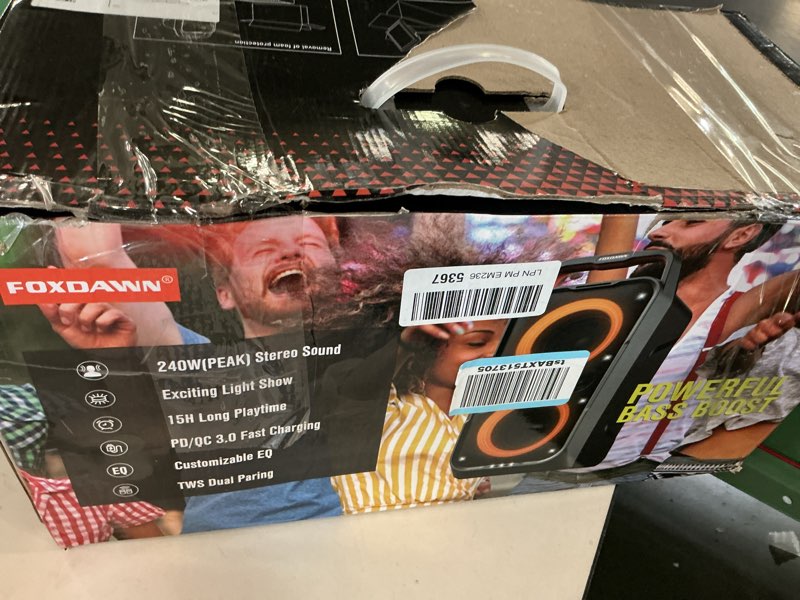 Removal of foam protection
FOXDAWN®
240W(PEAK) Stereo Sound
Exciting Light Show
15H Long Playtime
PD/QC 3.0 Fast Charging
EQ
Customizable EQ
TWS Dual Paring
LPN PM EM236
5367
tsBAXT513705
POWERFUL
BASS BOOST